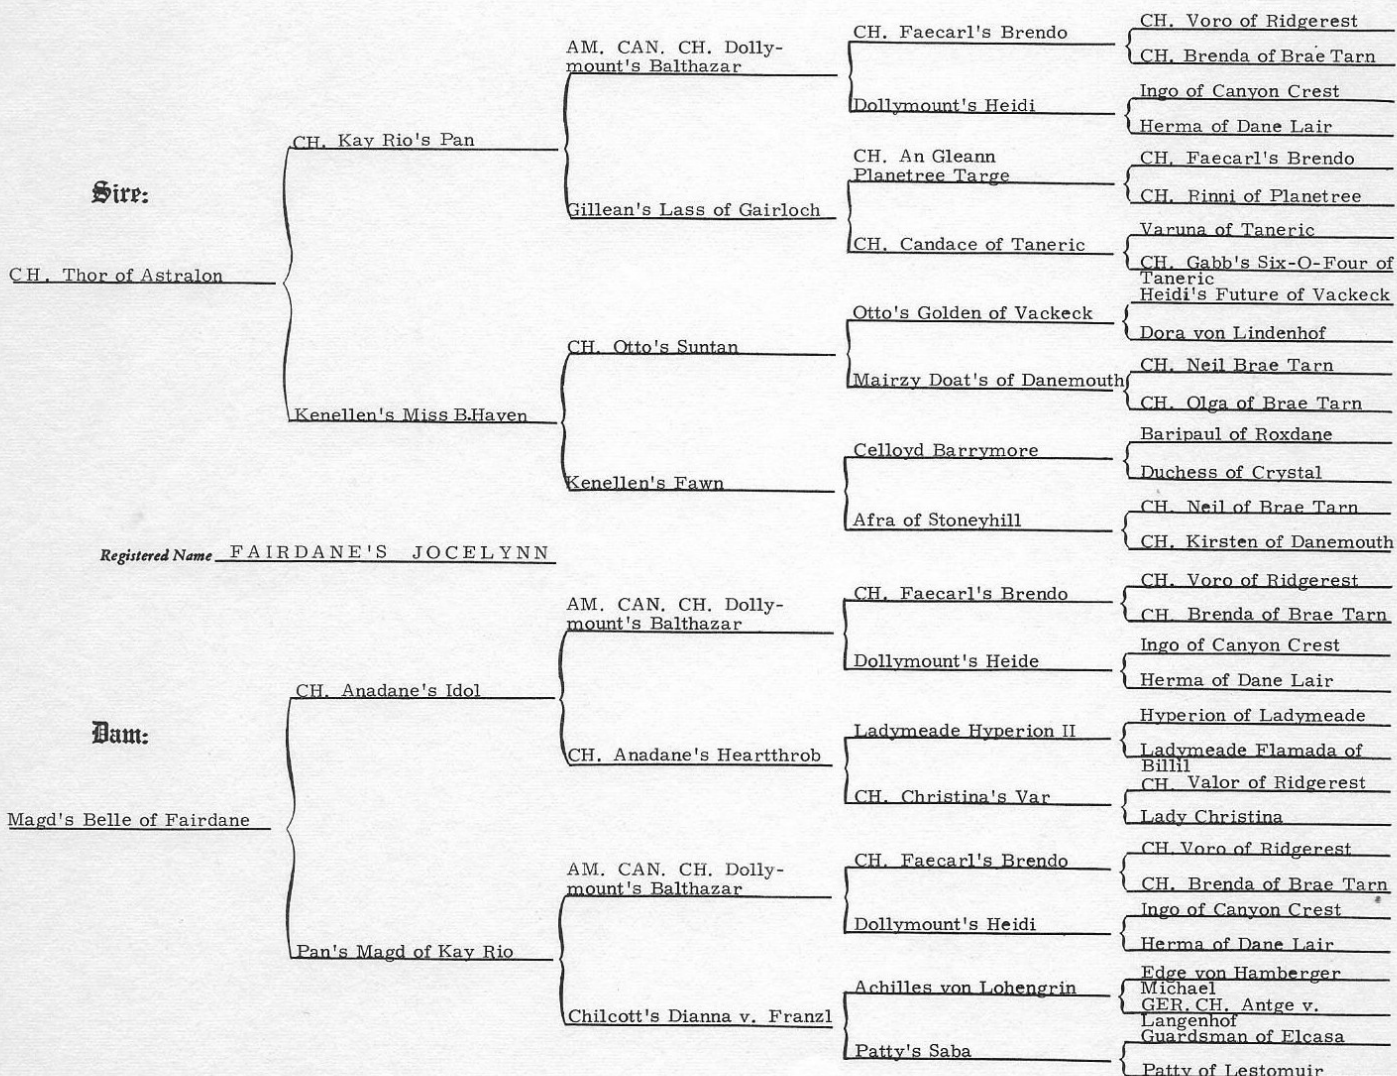 CH. Voro of Ridgerest
CH. Faecarl's Brendo
AM. CAN. CH. Dolly-
mount's Balthazar
CH. Brenda of Brae Tarn
Ingo of Canyon Crest
Dollymount's Heidi
Herma of Dane Lair
CH. Kay Rio's Pan
CH. An Gleann
Planetree Targe
CH. Faecarl's Brendo
Sire:
CH. Rinni of Planetree
Gillean's Lass of Gairloch
Varuna of Taneric
CH. Candace of Taneric
CH. Gabb's Six-O-Four of
Taneric
CH. Thor of Astralon
Heidi's Future of Vackeck
Otto's Golden of Vackeck
Dora von Lindenhof
CH. Otto's Suntan
CH. Neil Brae Tarn
Mairzy Doat's of Danemouth
CH. Olga of Brae Tarn
Kenellen's Miss B.Haven
Baripaul of Roxdane
Celloyd Barrymore
Duchess of Crystal
Kenellen's Fawn
CH. Neil of Brae Tarn
Afra of Stoneyhill
CH. Kirsten of Danemouth
Registered Name FAIRDANE'S JOCELYNN
CH. Voro of Ridgerest
CH. Faecarl's Brendo
AM. CAN. CH. Dolly-
mount's Balthazar
CH. Brenda of Brae Tarn
Ingo of Canyon Crest
Dollymount's Heide
Herma of Dane Lair
CH. Anadane's Idol
Hyperion of Ladymeade
Dam:
Ladymeade Hyperion II
Ladymeade Flamada of
Billil
CH. Anadane's Heartthrob
CH. Valor of Ridgerest
CH. Christina's Var
Lady Christina
Magd's Belle of Fairdane
CH. Voro of Ridgerest
CH. Faecarl's Brendo
AM. CAN. CH. Dolly-
mount's Balthazar
CH. Brenda of Brae Tarn
Ingo of Canyon Crest
Dollymount's Heidi
Herma of Dane Lair
Pan's Magd of Kay Rio
Edge von Hamberger
Michael
Achilles von Lohengrin
GER. CH. Antge v.
Langenhof
Chilcott's Dianna v. Franzl
Guardsman of Elcasa
Patty's Saba
Patty of Lestomuir